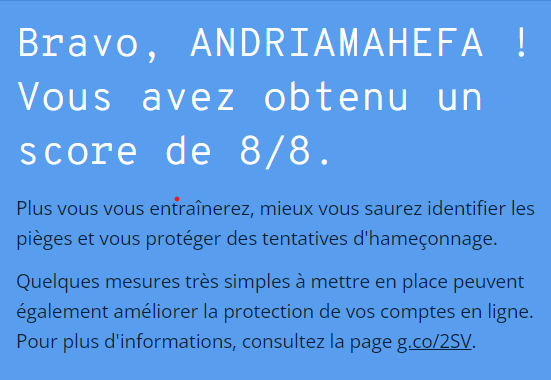 Bravo, ANDRIAMAHEFA !
Vous avez obtenu un
score de 8/8.
Plus vous vous entraînerez, mieux vous saurez identifier les
pièges et vous protéger des tentatives d'hameçonnage.
Quelques mesures très simples à mettre en place peuvent
également améliorer la protection de vos comptes en ligne.
Pour plus d'informations, consultez la page g.co/2SV.